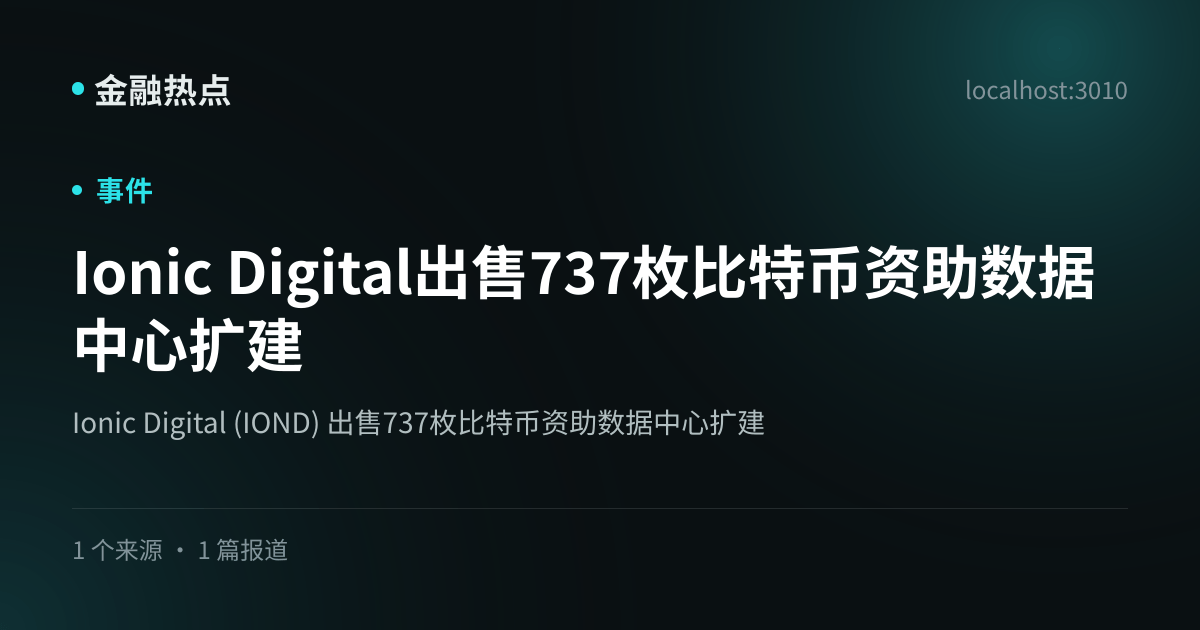 金融热点
localhost:3010
事件
Ionic Digital出售737枚比特币资助数据
中心扩建
Ionic Digital (IOND) 出售737枚比特币资助数据中心扩建
1 个来源 · 1 篇报道